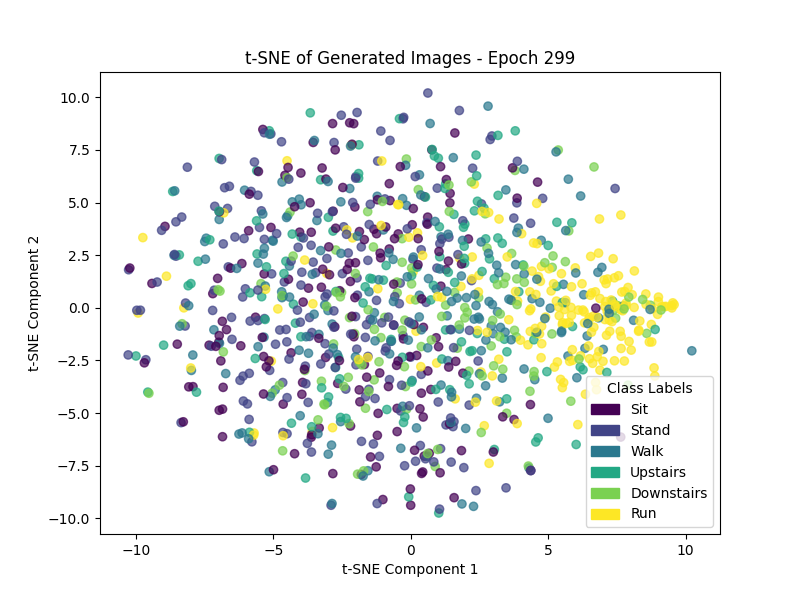 t-SNE of Generated Images - Epoch 299
t-SNE Component 2
10.0
7.5
5.0
2.5
0.0
−2.5
−5.0
−7.5
−10.0
Class Labels
Sit
Stand
Walk
Upstairs
Downstairs
Run
−10
−5
0
5
10
t-SNE Component 1